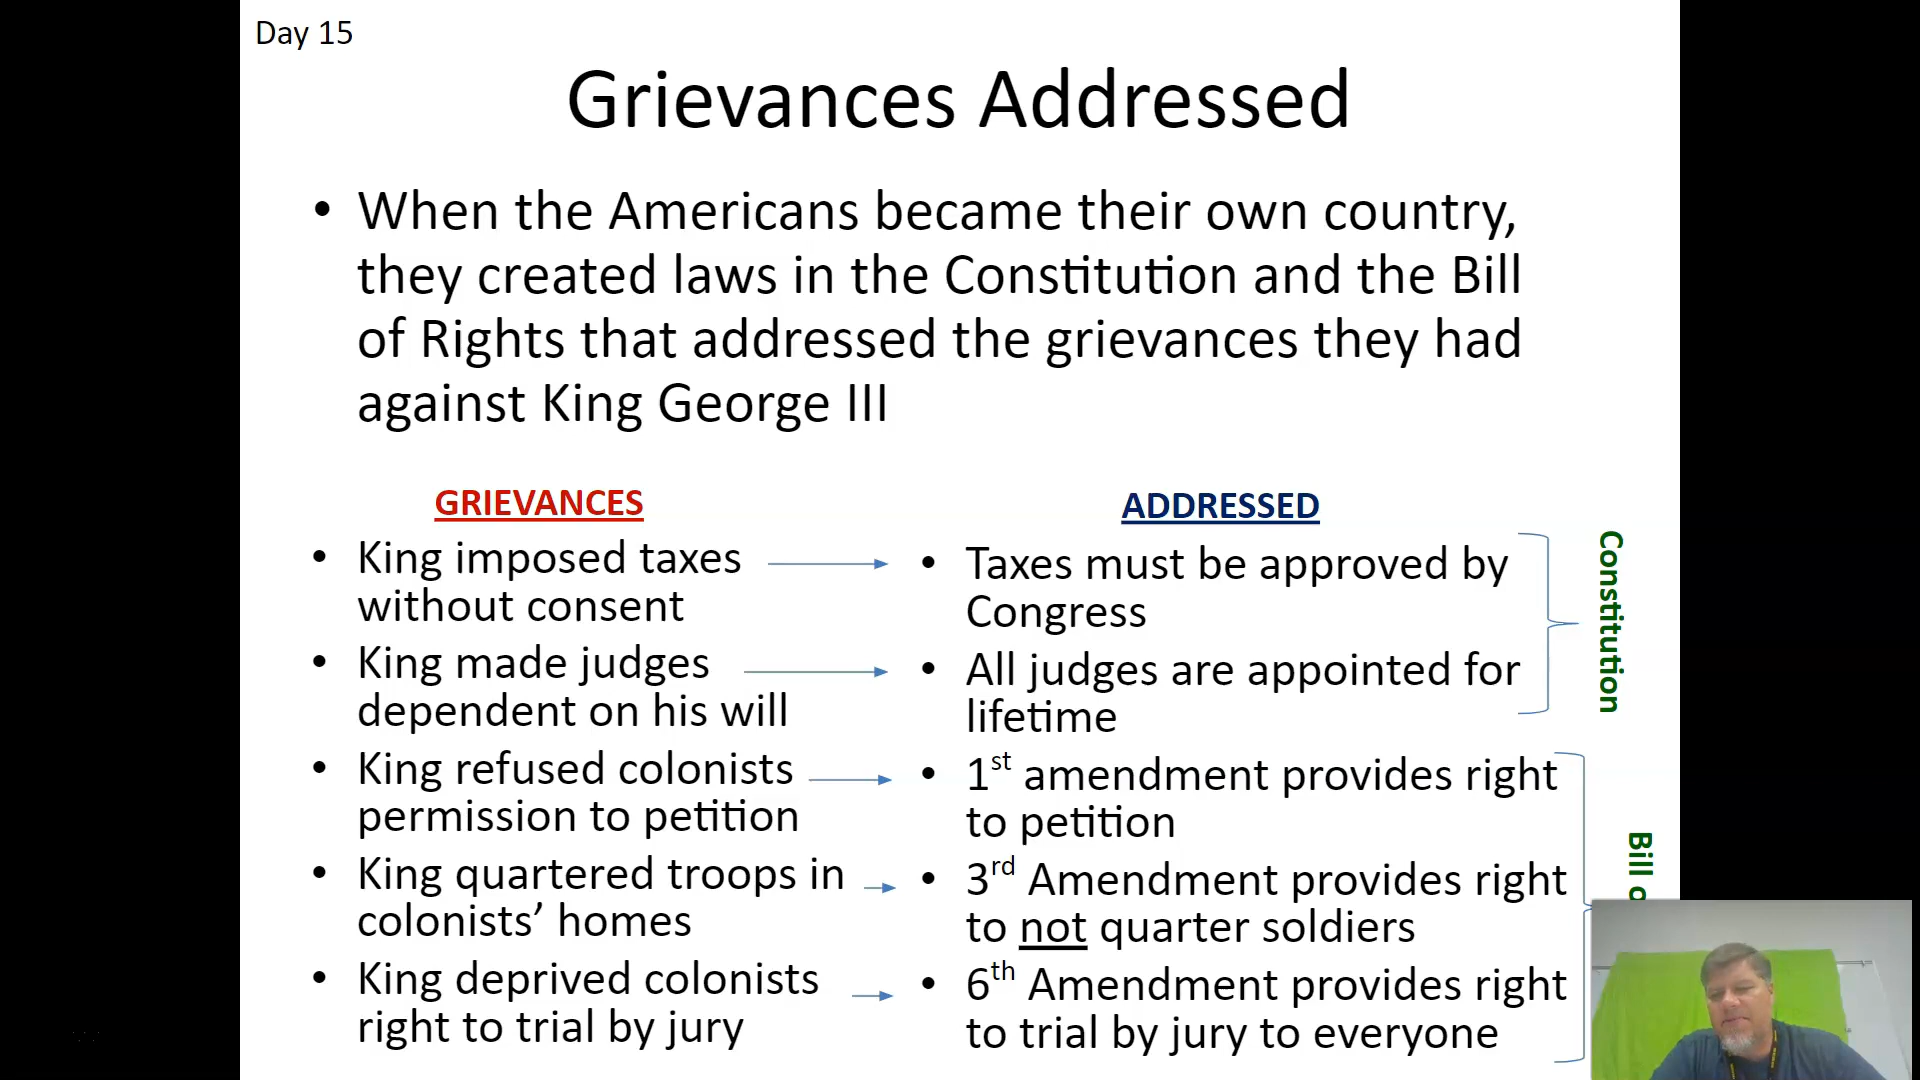 Day 15
Grievances Addressed
• When the Americans became their own country,
they created laws in the Constitution and the Bill
of Rights that addressed the grievances they had
against King George III
GRIEVANCES
• King imposed taxes
without consent
• King made judges
dependent on his will
• King refused colonists
permission to petition
• King quartered troops in
colonists’ homes
• King deprived colonists
right to trial by jury
ADDRESSED
• Taxes must be approved by
Congress
• All judges are appointed for
lifetime
• 1st amendment provides right
to petition
• 3rd Amendment provides right
to not quarter soldiers
• 6th Amendment provides right
to trial by jury to everyone
Constitution
Bill